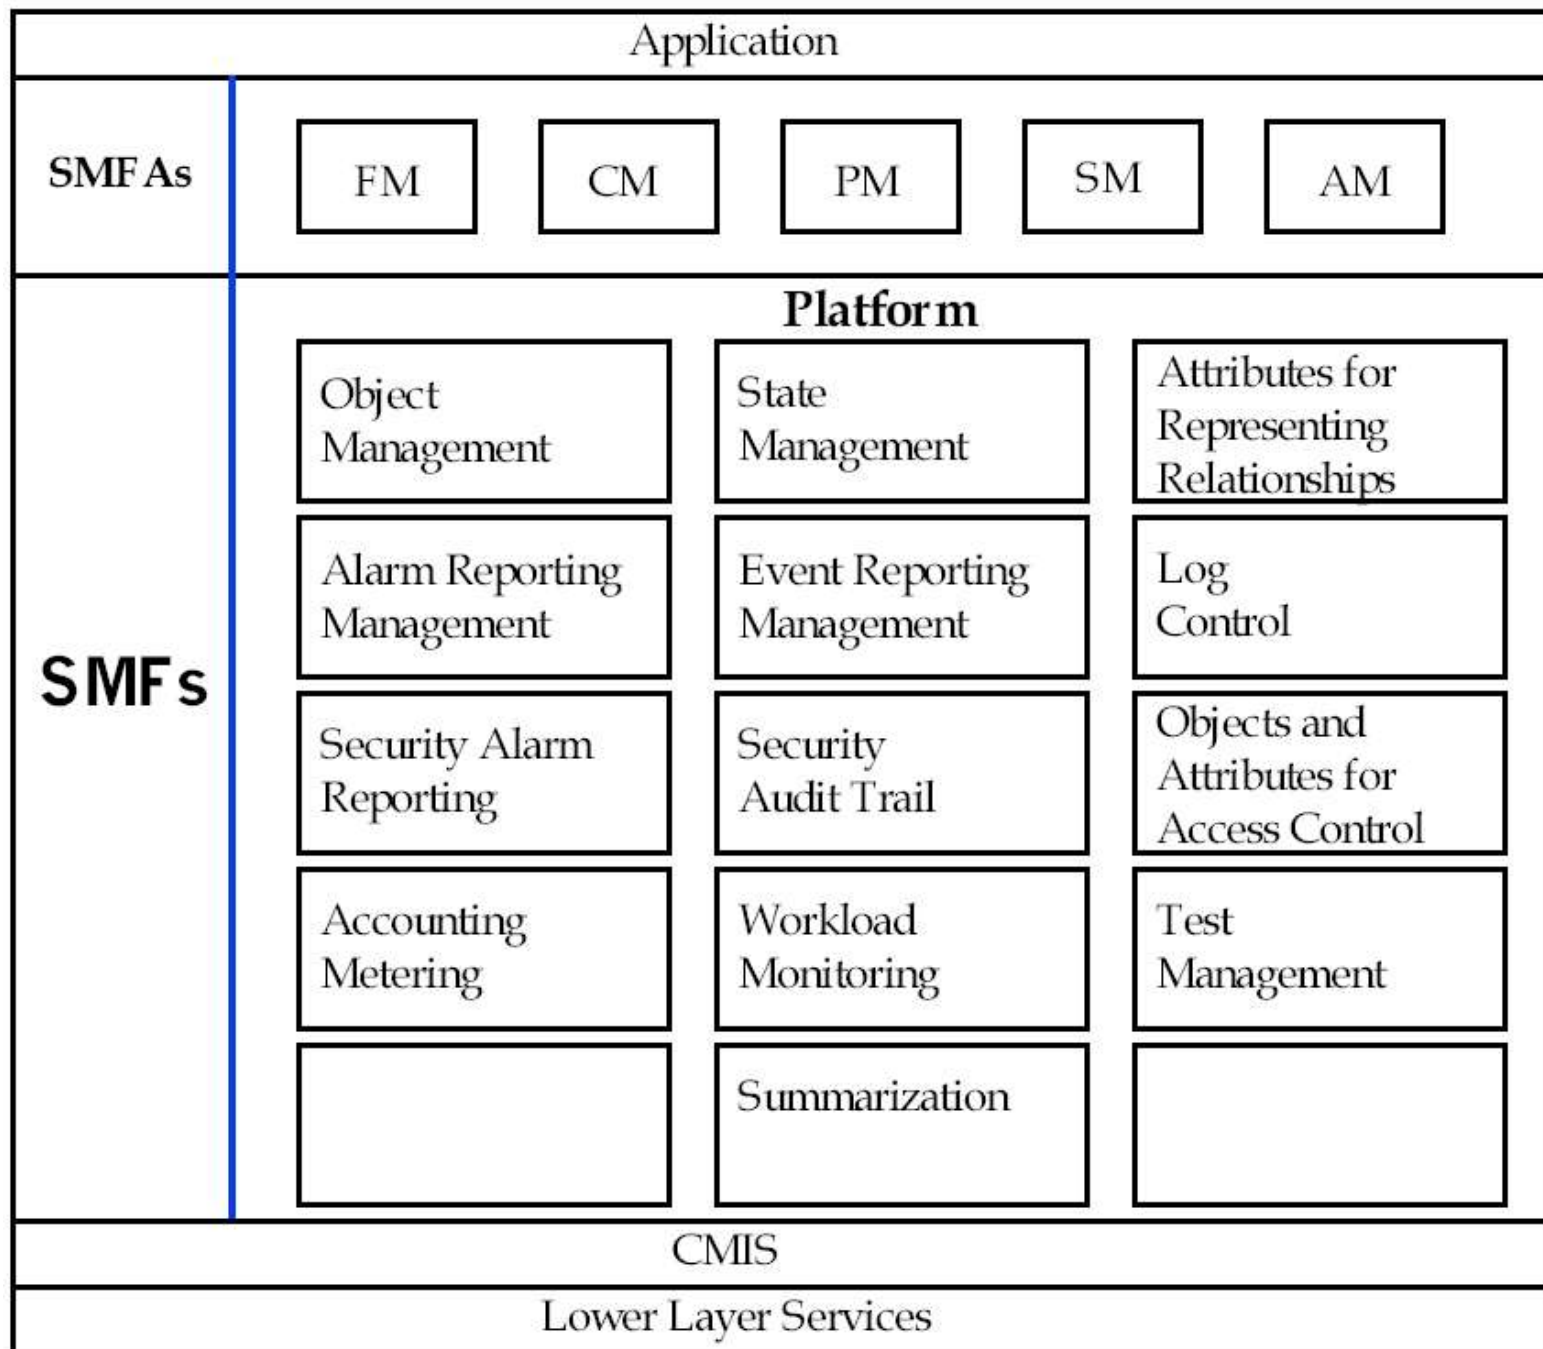 Application
SMFAs
FM
CM
PM
SM
AM
Platform
SMFs
Object
Management
State
Management
Attributes for
Representing
Relationships
Alarm Reporting
Management
Event Reporting
Management
Log
Control
Security Alarm
Reporting
Security
Audit Trail
Objects and
Attributes for
Access Control
Accounting
Metering
Workload
Monitoring
Test
Management
Summarization
CMIS
Lower Layer Services